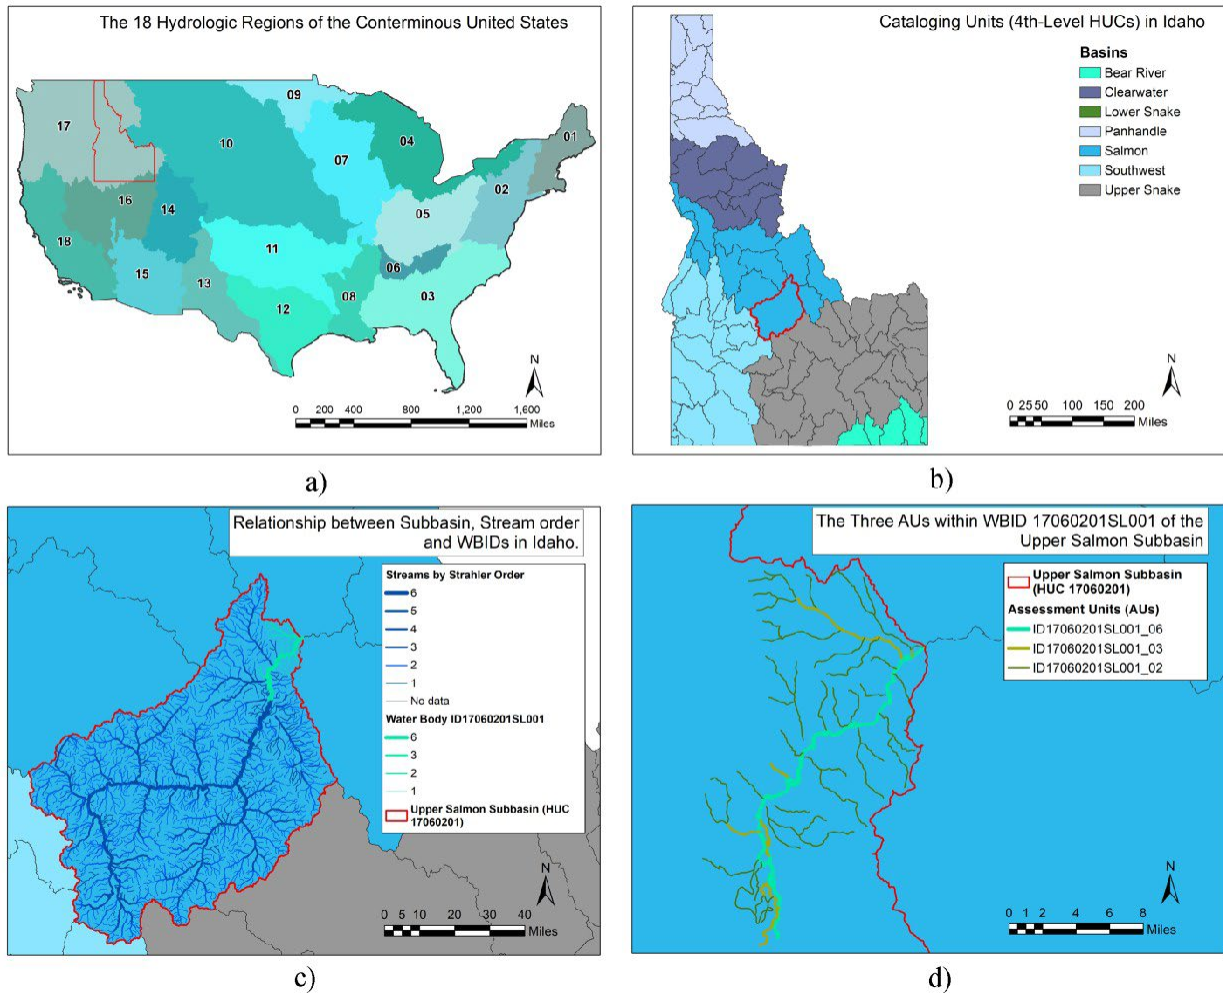 The 18 Hydrologic Regions of the Conterminous United States
09
01
17
04
10
07
02
16
14
05
18
11
06
15
13
03
12
08
N
0 200 400 800 1,200 1,600
Miles
a)
Cataloging Units (4th-Level HUCs) in Idaho
Basins
Bear River
Clearwater
Lower Snake
Panhandle
Salmon
Southwest
Upper Snake
N
0 25 50 100 150 200
Miles
b)
Relationship between Subbasin, Stream order
and WBIDs in Idaho.
Streams by Strahler Order
6
5
4
3
2
1
No data
Water Body ID17060201SL001
6
3
2
1
Upper Salmon Subbasin (HUC
17060201)
N
0 5 10 20 30 40
Miles
c)
The Three AUs within WBID 17060201SL001 of the
Upper Salmon Subbasin
Upper Salmon Subbasin
(HUC 17060201)
Assessment Units (AUs)
ID17060201SL001_06
ID17060201SL001_03
ID17060201SL001_02
N
0 1 2 4 6 8
Miles
d)